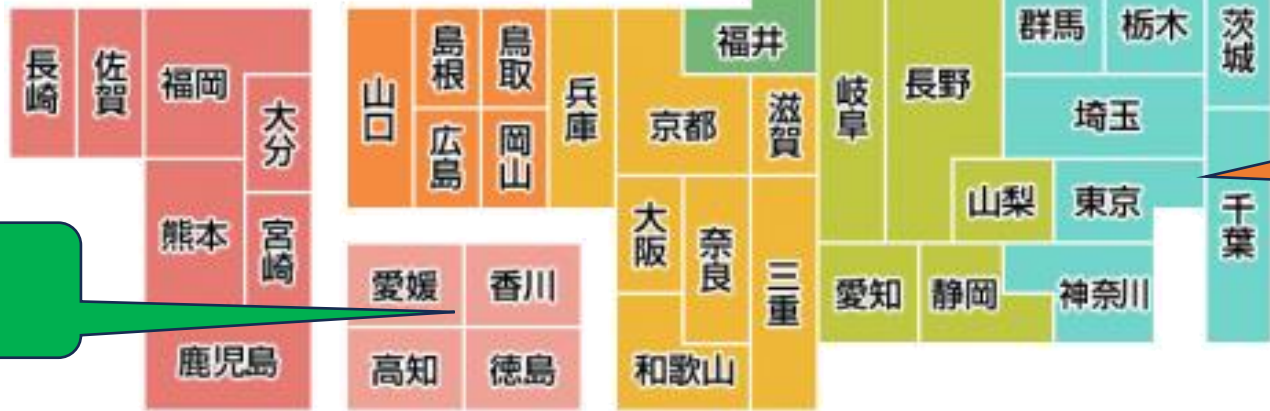 長崎
佐賀
福岡
大分
熊本
宮崎
鹿児島
山口
島根
鳥取
広島
岡山
愛媛
香川
高知
徳島
兵庫
京都
福井
滋賀
大阪
奈良
三重
和歌山
岐阜
長野
山梨
愛知
静岡
群馬
栃木
茨城
埼玉
東京
千葉
神奈川